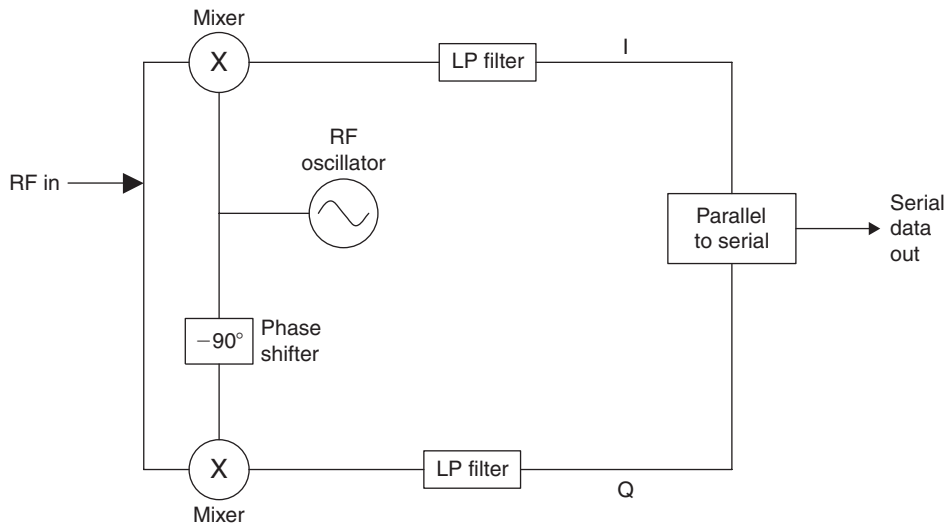 Mixer
X
LP filter
I
RF
oscillator
RF in
Parallel
to serial
Serial
data
out
−90°
Phase
shifter
X
LP filter
Q
Mixer